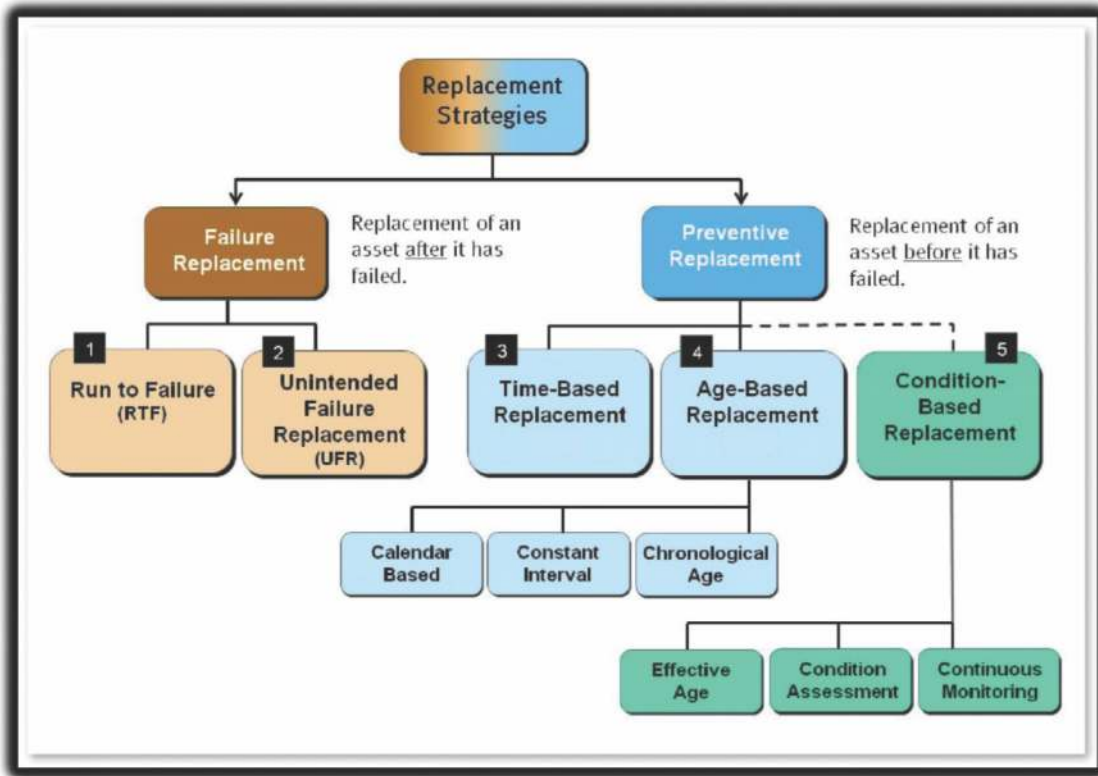 Replacement
Strategies
Failure
Replacement
Replacement of an
asset after it has
failed.
Preventive
Replacement
Replacement of an
asset before it has
failed.
1
Run to Failure
(RTF)
2
Unintended
Failure
Replacement
(UFR)
3
Time-Based
Replacement
4
Age-Based
Replacement
5
Condition-
Based
Replacement
Calendar
Based
Constant
Interval
Chronological
Age
Effective
Age
Condition
Assessment
Continuous
Monitoring